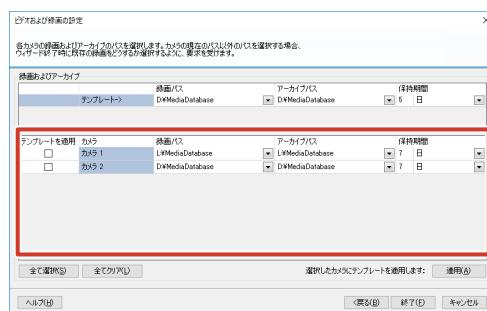 ビデオおよび録画の設定
各カメラの録画およびアーカイブのパスを選択します。カメラの現在のパス以外のパスを選択する場合、
ウィザード終了時に既存の録画をどうするか選択するように、要求を受けます。
録画およびアーカイブ
録画パス アーカイブパス 保持期間
テンプレート-> D:¥MediaDatabase D:¥MediaDatabase 5 日
テンプレートを適用 カメラ 録画パス アーカイブパス 保持期間
カメラ 1 L:¥MediaDatabase L:¥MediaDatabase 7 日
カメラ 2 D:¥MediaDatabase D:¥MediaDatabase 7 日
全て選択(S) 全てクリア(L) 選択したカメラにテンプレートを適用します: 適用(A)
ヘルプ(H) <戻る(B) 終了(F) キャンセル